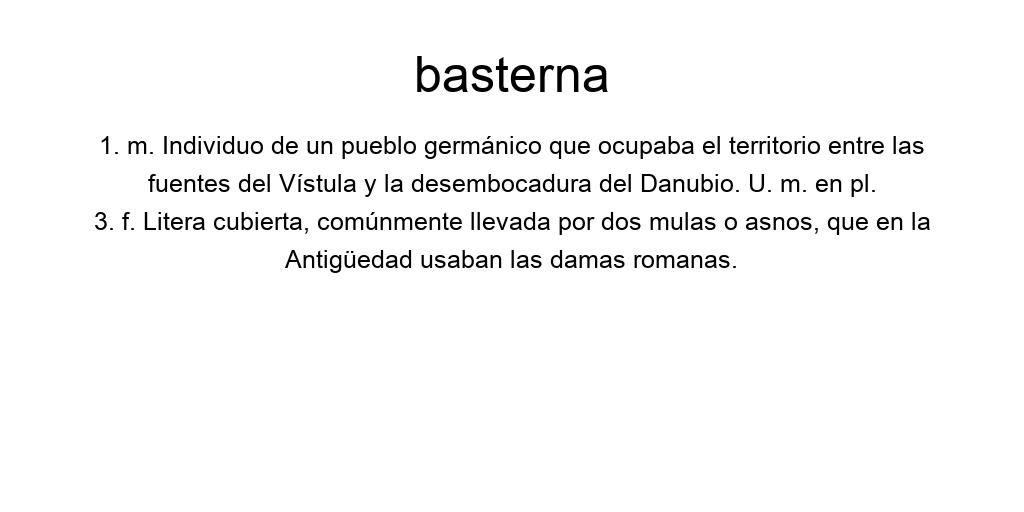 basterna
1. m. Individuo de un pueblo germánico que ocupaba el territorio entre las
fuentes del Vístula y la desembocadura del Danubio. U. m. en pl.
3. f. Litera cubierta, comúnmente llevada por dos mulas o asnos, que en la
Antigüedad usaban las damas romanas.